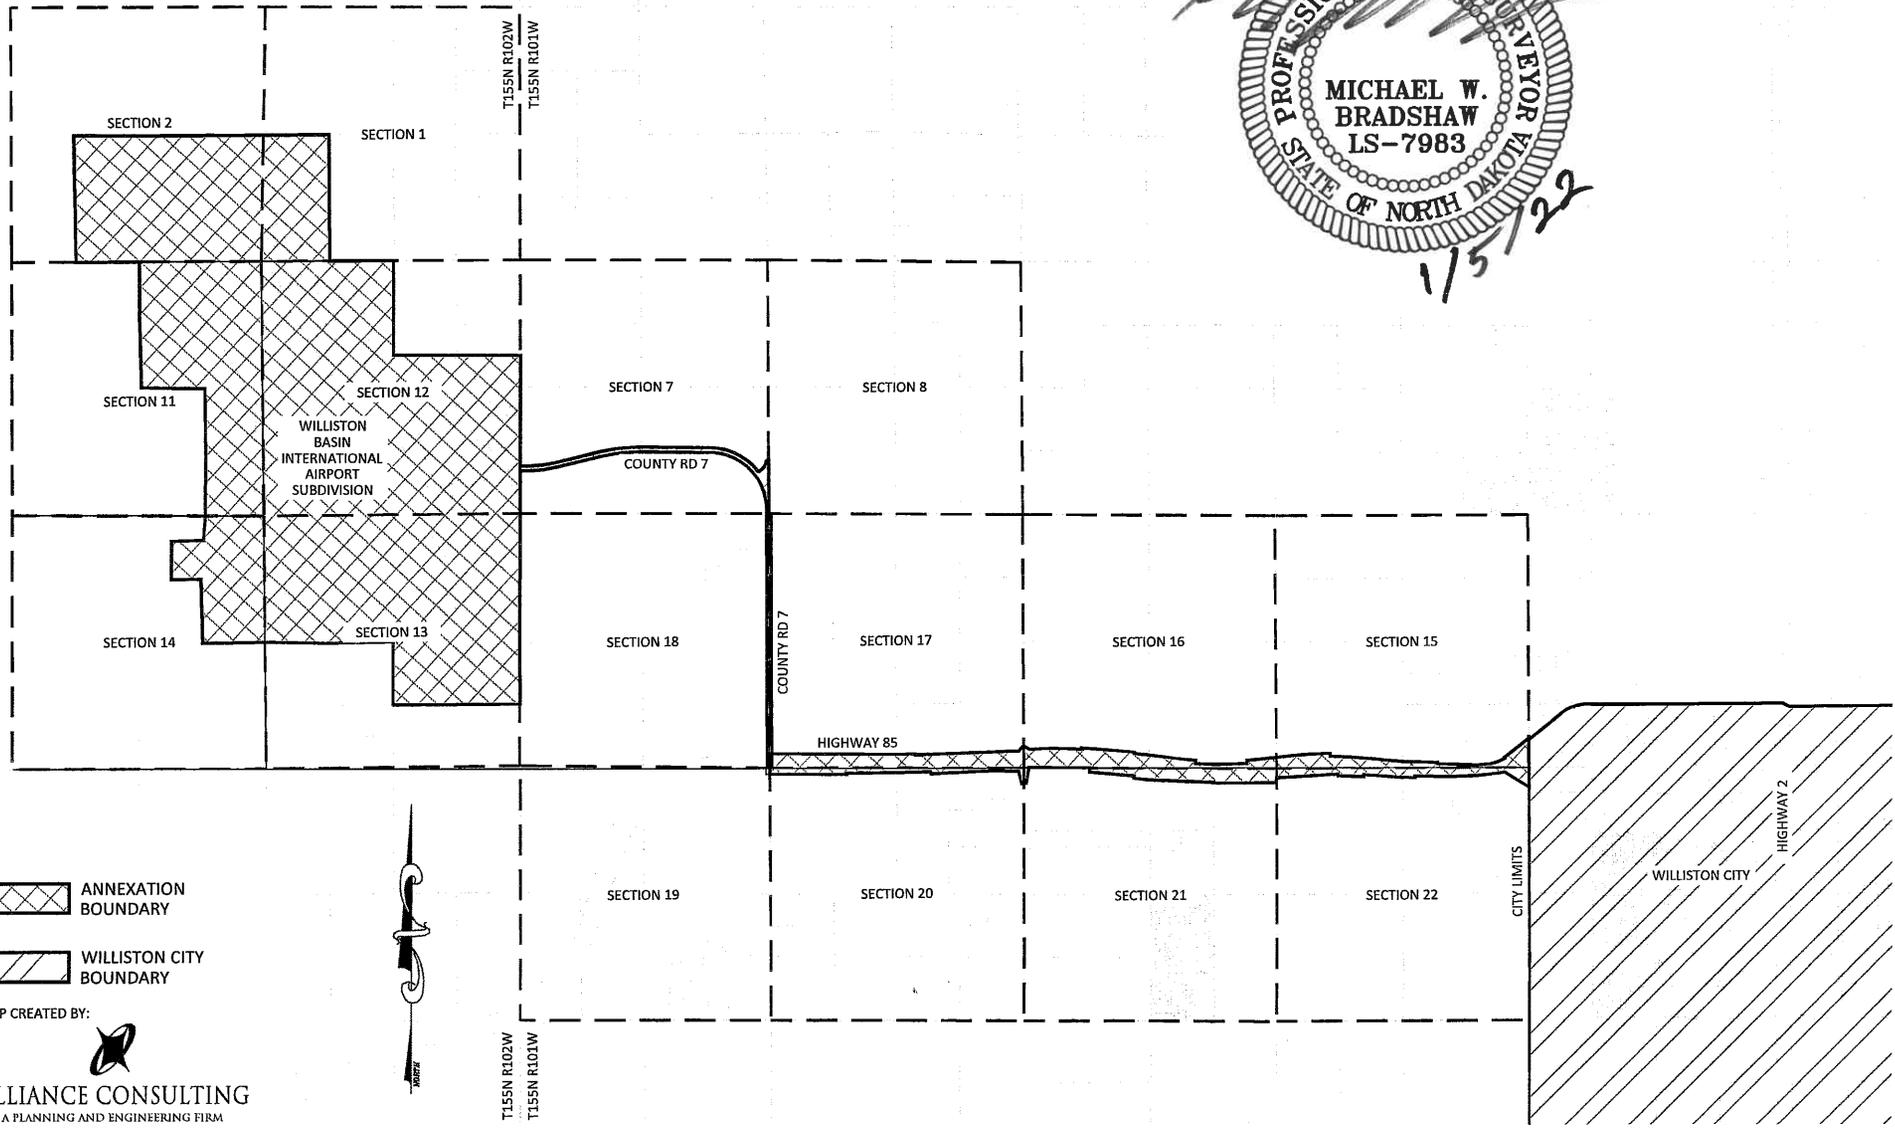 T155N R102W
T155N R101W
PROFESSI
RVEYOR
MICHAEL W.
BRADSHAW
LS-7983
STATE OF NORTH DAKOTA
1/5/22
SECTION 2
SECTION 1
SECTION 11
SECTION 12
WILLISTON
BASIN
INTERNATIONAL
AIRPORT
SUBDIVISION
SECTION 7
SECTION 8
COUNTY RD 7
SECTION 14
SECTION 13
SECTION 18
COUNTY RD 7
SECTION 17
SECTION 16
SECTION 15
HIGHWAY 85
SECTION 19
SECTION 20
SECTION 21
SECTION 22
CITY LIMITS
WILLISTON CITY
HIGHWAY 2
ANNEXATION
BOUNDARY
WILLISTON CITY
BOUNDARY
P CREATED BY:
LLIANCE CONSULTING
A PLANNING AND ENGINEERING FIRM
NORTH
T155N R102W
T155N R101W